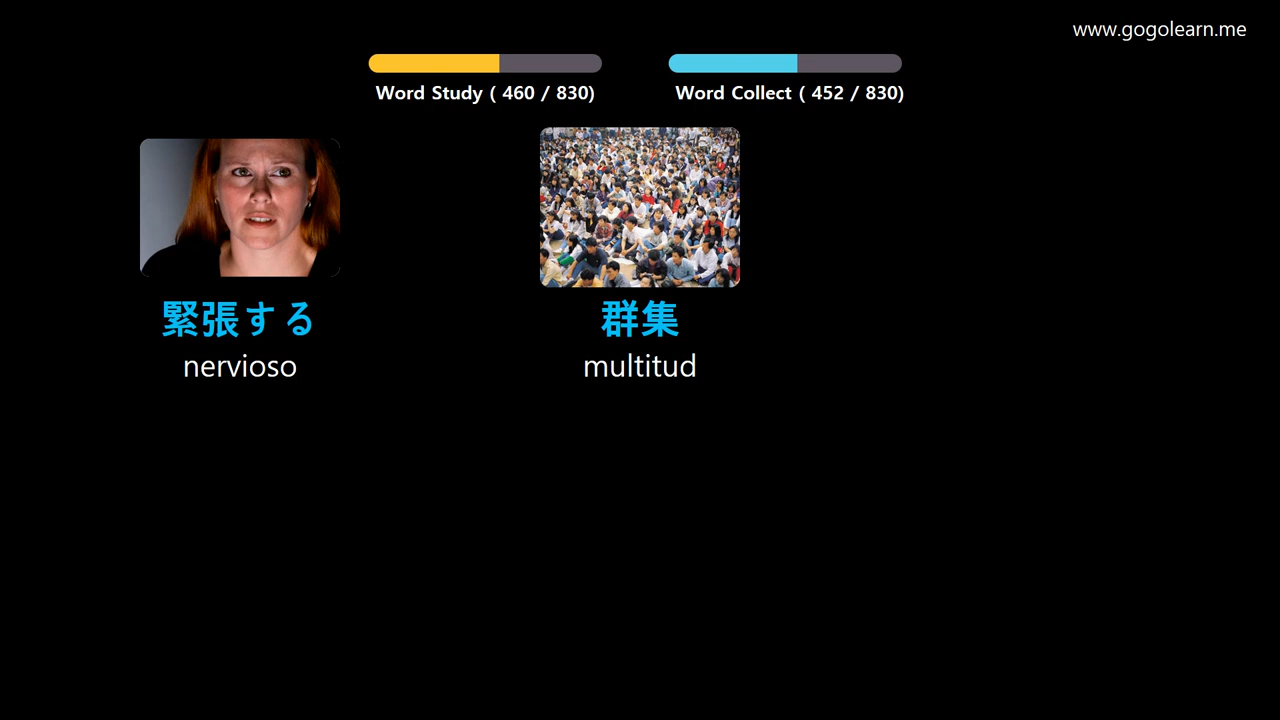 www.gogolearn.me
Word Study ( 460 / 830)
Word Collect ( 452 / 830)
緊張する
nervioso
群集
multitud